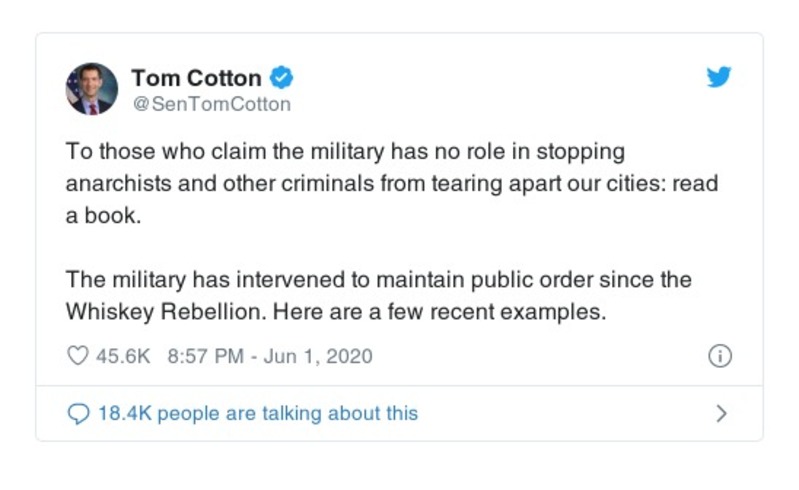 Tom Cotton
@SenTomCotton
To those who claim the military has no role in stopping
anarchists and other criminals from tearing apart our cities: read
a book.
The military has intervened to maintain public order since the
Whiskey Rebellion. Here are a few recent examples.
45.6K 8:57 PM - Jun 1, 2020
18.4K people are talking about this